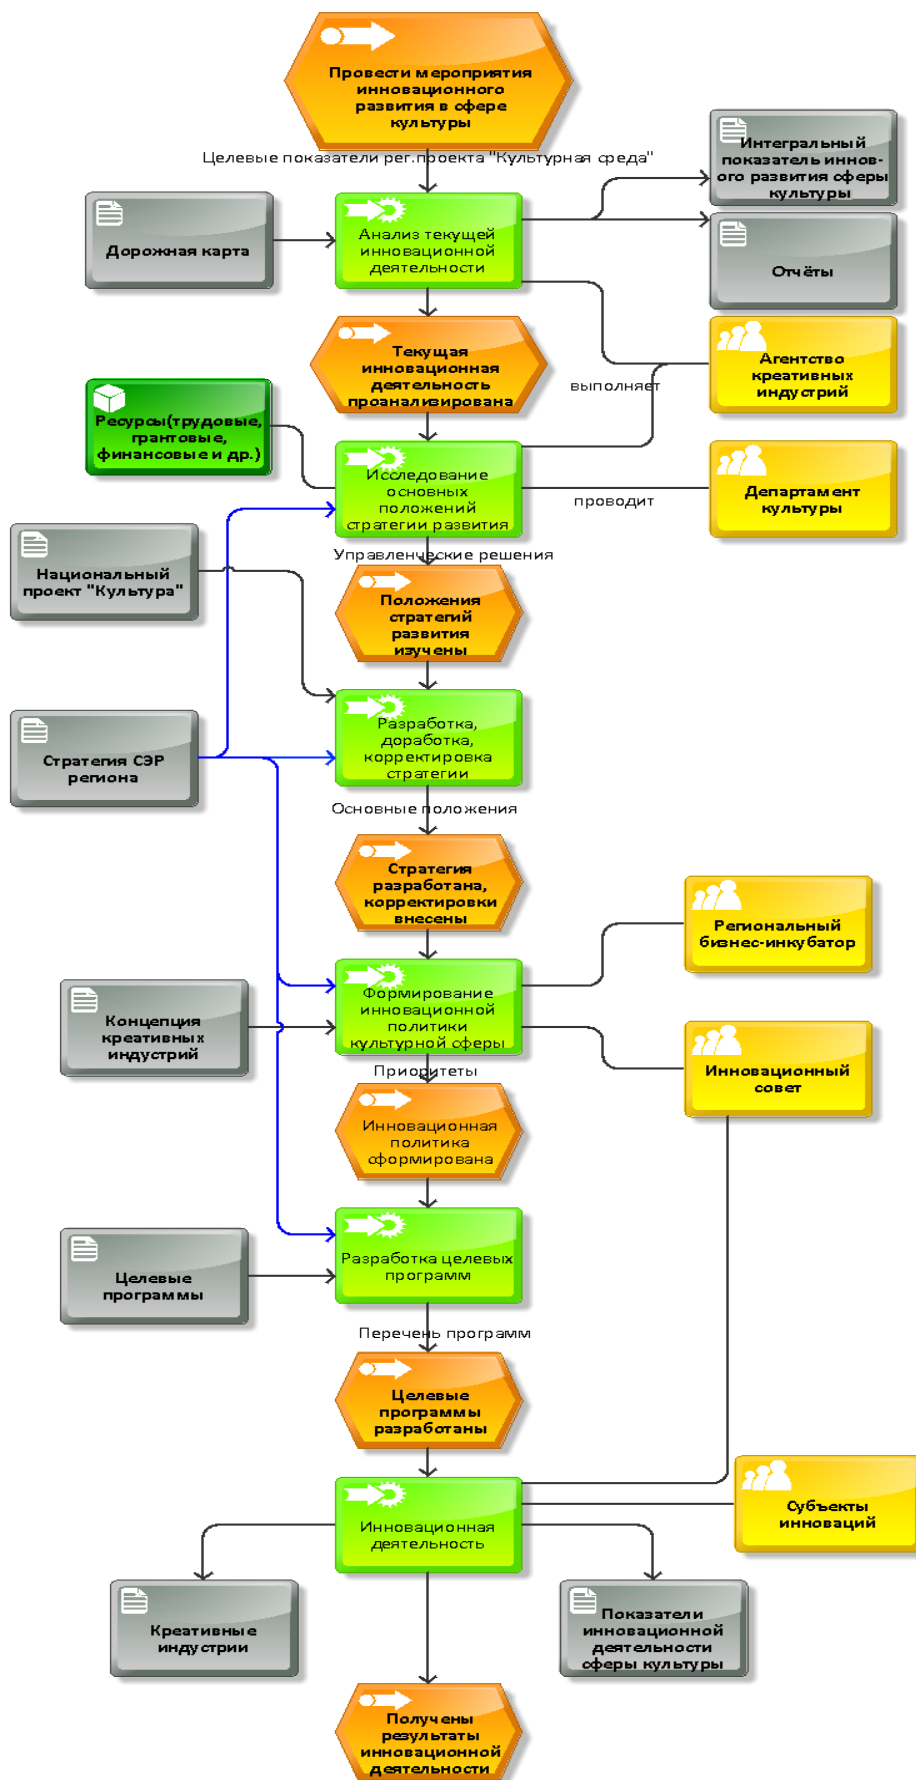 Провести мероприятия
инновационного
развития в сфере
культуры
Целевые показатели рег.проекта "Культурная среда"
Интегральный
показатель иннов-
ого развития сферы
культуры
Дорожная карта
Анализ текущей
инновационной
деятельности
Отчёты
Текущая
инновационная
деятельность
проанализирована
выполняет
Агентство
креативных
индустрий
Ресурсы(трудовые,
грантовые,
финансовые и др.)
Исследование
основных
положений
стратегии развития
проводит
Департамент
культуры
Управленческие решения
Национальный
проект "Культура"
Положения
стратегий
развития
изучены
Стратегия СЭР
региона
Разработка,
доработка,
корректировка
стратегии
Основные положения
Стратегия
разработана,
корректировки
внесены
Региональный
бизнес-инкубатор
Концепция
креативных
индустрий
Формирование
инновационной
политики
культурной сферы
Инновационный
совет
Приоритеты
Инновационная
политика
сформирована
Целевые
программы
Разработка целевых
программ
Перечень программ
Целевые
программы
разработаны
Инновационная
деятельность
Субъекты
инноваций
Креативные
индустрии
Показатели
инновационной
деятельности
сферы культуры
Получены
результаты
инновационной
деятельности